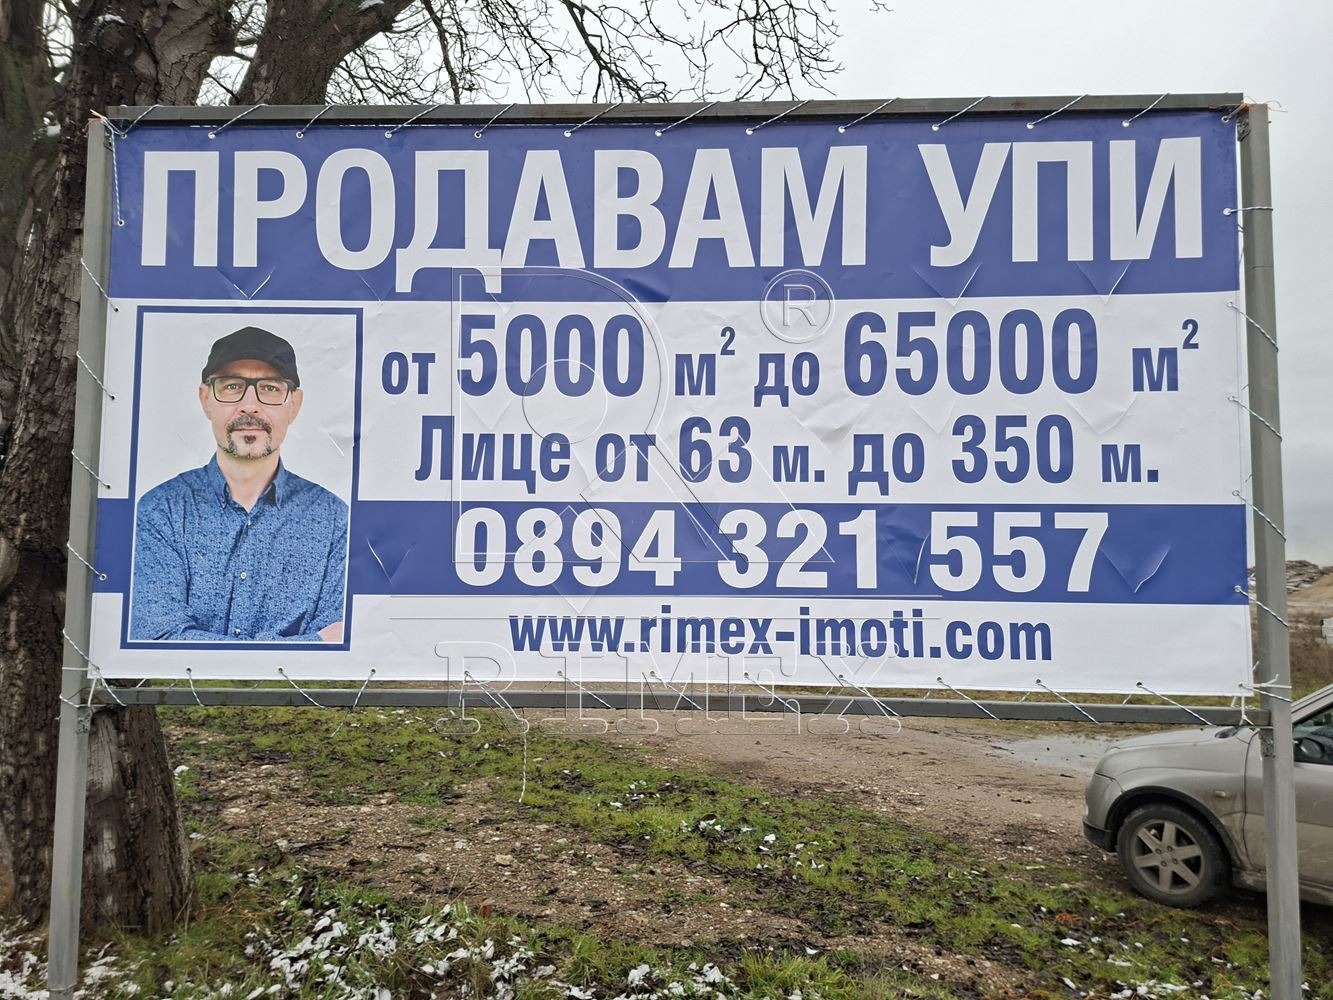 ПРОДАВАМ УПИ
от 5000 м² до 65000 м²
Лице от 63 м. до 350 м.
0894 321 557
www.rimex-imoti.com
R ®
RIMEX